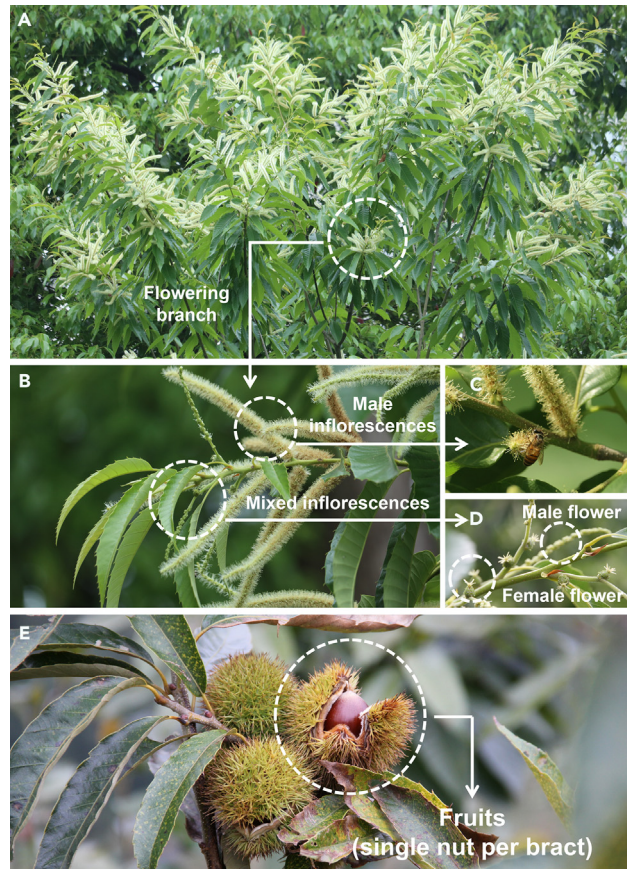 A
Flowering
branch
B
Male
inflorescences
C
Mixed inflorescences
D
Male flower
Female flower
E
Fruits
(single nut per bract)